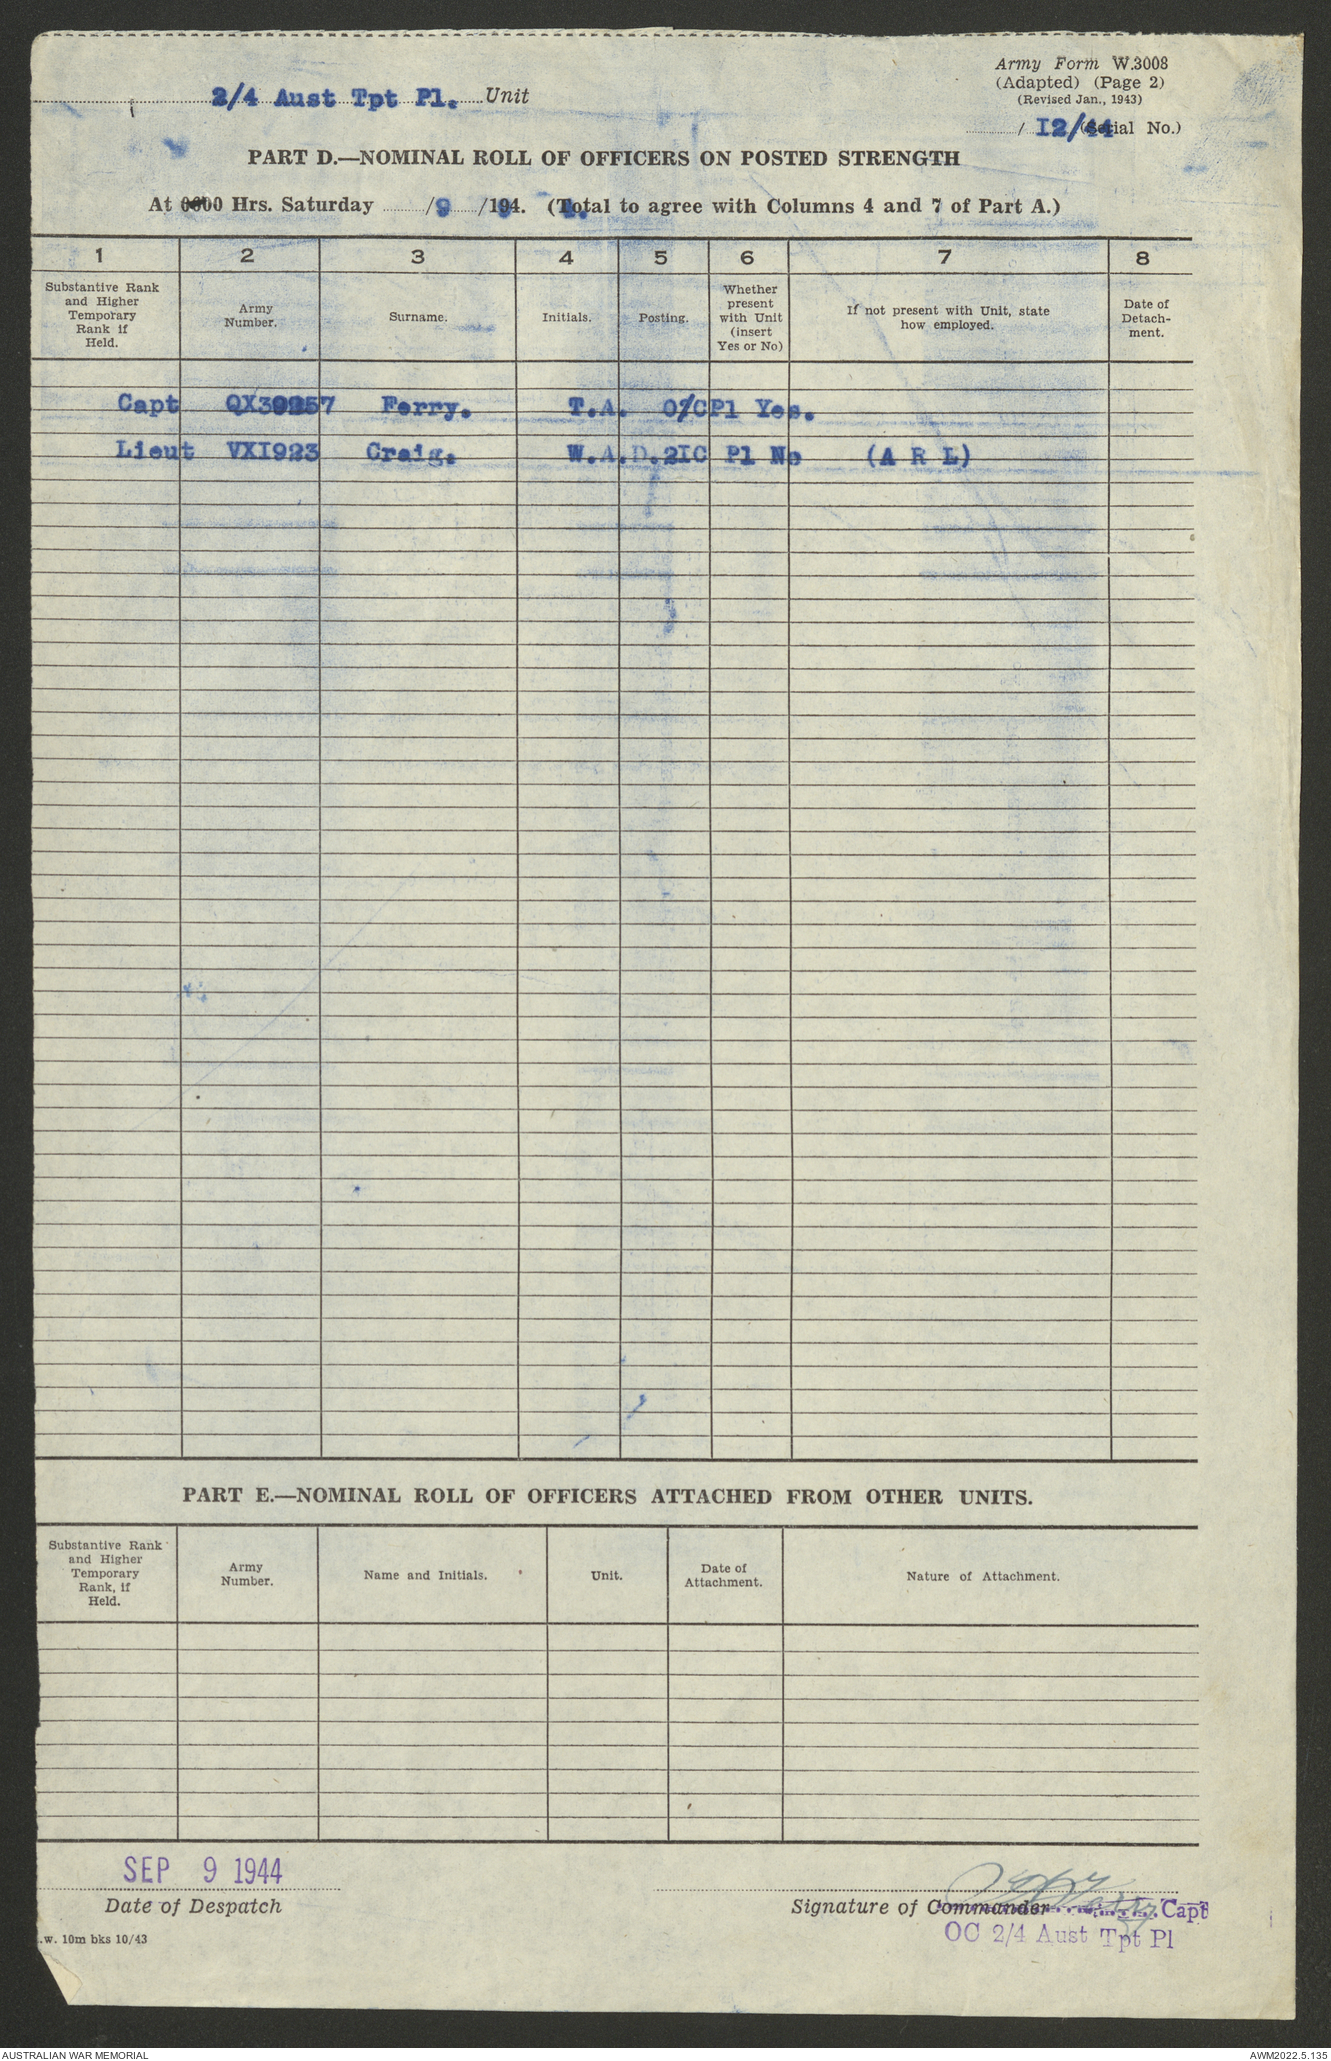 Army Form W.3008
(Adapted) (Page 2)
(Revised Jan., 1943)
2/4 Aust Tpt Pl. Unit
/ I2/44 (Serial No.)
PART D.—NOMINAL ROLL OF OFFICERS ON POSTED STRENGTH
At Hrs. Saturday /9 /194. (Total to agree with Columns 4 and 7 of Part A.)
1 2 3 4 5 6 7 8
Substantive Rank and Higher Temporary Rank if Held.
Army Number.
Surname.
Initials.
Posting.
Whether present with Unit (insert Yes or No)
If not present with Unit, state how employed.
Date of Detach-ment.
Capt Ferry. T.A. O/C Pl Yes.
Lieut VXI923 Craig. W.A.D. 2IC Pl No (A R L)
PART E.—NOMINAL ROLL OF OFFICERS ATTACHED FROM OTHER UNITS.
Substantive Rank and Higher Temporary Rank, if Held.
Army Number.
Name and Initials.
Unit.
Date of Attachment.
Nature of Attachment.
SEP 9 1944
Date of Despatch
Signature of Commander Capt
OC 2/4 Aust Tpt Pl
.w. 10m bks 10/43
AUSTRALIAN WAR MEMORIAL
AWM2022.5.135